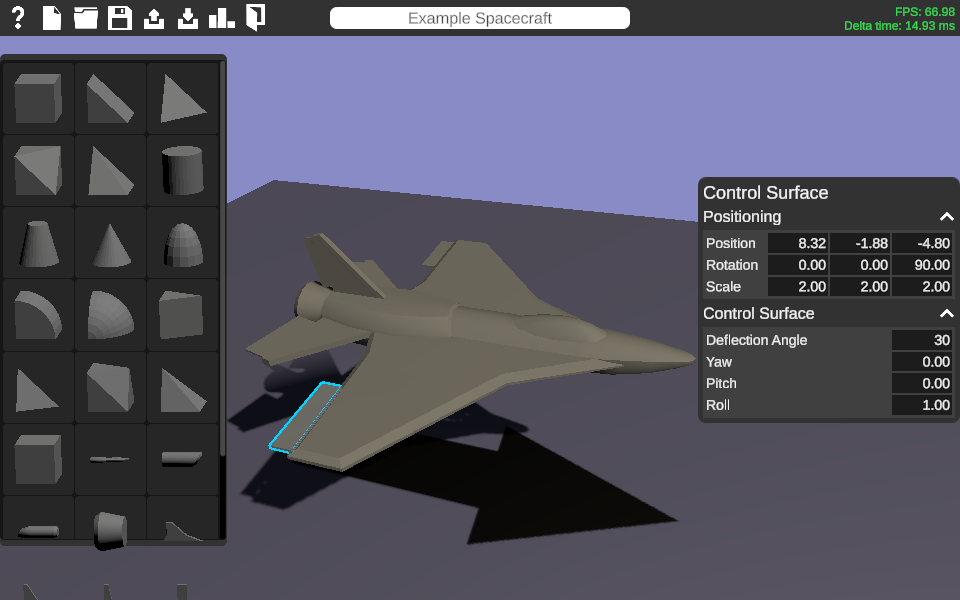 ?
Example Spacecraft
FPS: 66.98
Delta time: 14.93 ms
Control Surface
Positioning
Position 8.32 -1.88 -4.80
Rotation 0.00 0.00 90.00
Scale 2.00 2.00 2.00
Control Surface
Deflection Angle 30
Yaw 0.00
Pitch 0.00
Roll 1.00